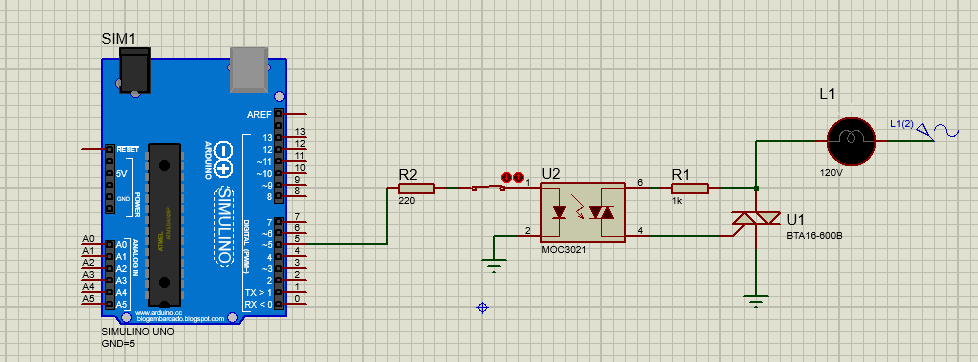 SIM1
AREF
13
13
12
12
~11
11
~10
10
~9
9
8
8
7
7
~6
6
~5
5
4
4
~3
3
2
2
TX > 1
1
RX < 0
0
RESET
5V
GND
POWER
A0
A0
A1
A1
A2
A2
A3
A3
A4
A4
A5
A5
ANALOG IN
ATMEL
ARDUINO
SIMULINO
DIGITAL (PWM~)
www.arduino.cc
blogembarcado.blogspot.com
SIMULINO UNO
GND=5
R2
220
U2
1
2
6
4
MOC3021
R1
1k
U1
BTA16-600B
L1
120V
L1(2)